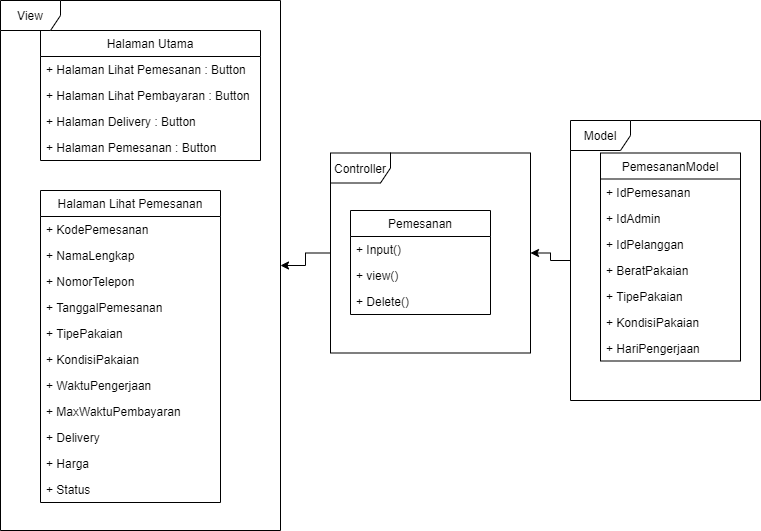 View
Halaman Utama
+ Halaman Lihat Pemesanan : Button
+ Halaman Lihat Pembayaran : Button
+ Halaman Delivery : Button
+ Halaman Pemesanan : Button
Halaman Lihat Pemesanan
+ KodePemesanan
+ NamaLengkap
+ NomorTelepon
+ TanggalPemesanan
+ TipePakaian
+ KondisiPakaian
+ WaktuPengerjaan
+ MaxWaktuPembayaran
+ Delivery
+ Harga
+ Status
Controller
Pemesanan
+ Input()
+ view()
+ Delete()
Model
PemesananModel
+ IdPemesanan
+ IdAdmin
+ IdPelanggan
+ BeratPakaian
+ TipePakaian
+ KondisiPakaian
+ HariPengerjaan